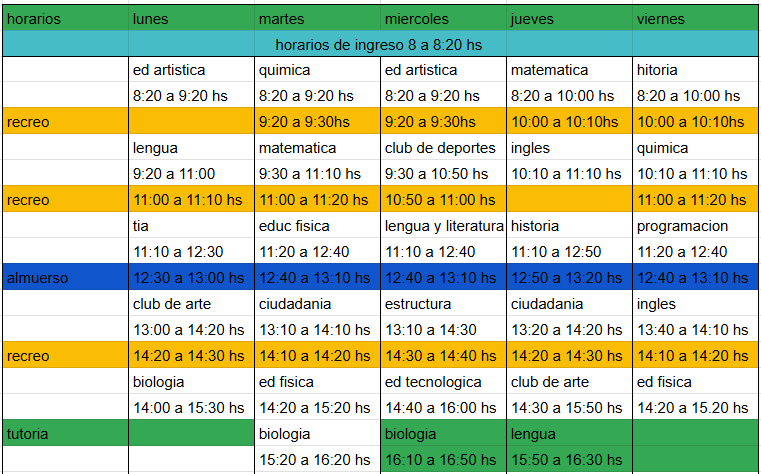 horarios lunes martes miercoles jueves viernes
horarios de ingreso 8 a 8:20 hs
ed artistica quimica ed artistica matematica hitoria
8:20 a 9:20 hs 8:20 a 9:20 hs 8:20 a 9:20 hs 8:20 a 10:00 hs 8:20 a 10:00 hs
recreo 9:20 a 9:30hs 9:20 a 9:30hs 10:00 a 10:10hs 10:00 a 10:10hs
lengua matematica club de deportes ingles quimica
9:20 a 11:00 9:30 a 11:10 hs 9:30 a 10:50 hs 10:10 a 11:10 hs 10:10 a 11:10 hs
recreo 11:00 a 11:10 hs 11:00 a 11:20 hs 10:50 a 11:00 hs 11:00 a 11:20 hs
tia educ fisica lengua y literatura historia programacion
11:10 a 12:30 11:20 a 12:40 11:10 a 12:40 11:10 a 12:50 11:20 a 12:40
almuerso 12:30 a 13:00 hs 12:40 a 13:10 hs 12:40 a 13:10 hs 12:50 a 13:20 hs 12:40 a 13:10 hs
club de arte ciudadania estructura ciudadania ingles
13:00 a 14:20 hs 13:10 a 14:10 hs 13:10 a 14:30 13:20 a 14:20 hs 13:40 a 14:10 hs
recreo 14:20 a 14:30 hs 14:10 a 14:20 hs 14:30 a 14:40 hs 14:20 a 14:30 hs 14:10 a 14:20 hs
biologia ed fisica ed tecnologica club de arte ed fisica
14:00 a 15:30 hs 14:20 a 15:20 hs 14:40 a 16:00 hs 14:30 a 15:50 hs 14:20 a 15.20 hs
tutoria biologia biologia lengua
15:20 a 16:20 hs 16:10 a 16:50 hs 15:50 a 16:30 hs